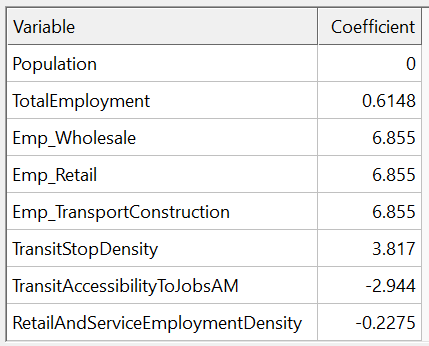 Variable Coefficient
Population 0
TotalEmployment 0.6148
Emp_Wholesale 6.855
Emp_Retail 6.855
Emp_TransportConstruction 6.855
TransitStopDensity 3.817
TransitAccessibilityToJobsAM -2.944
RetailAndServiceEmploymentDensity -0.2275